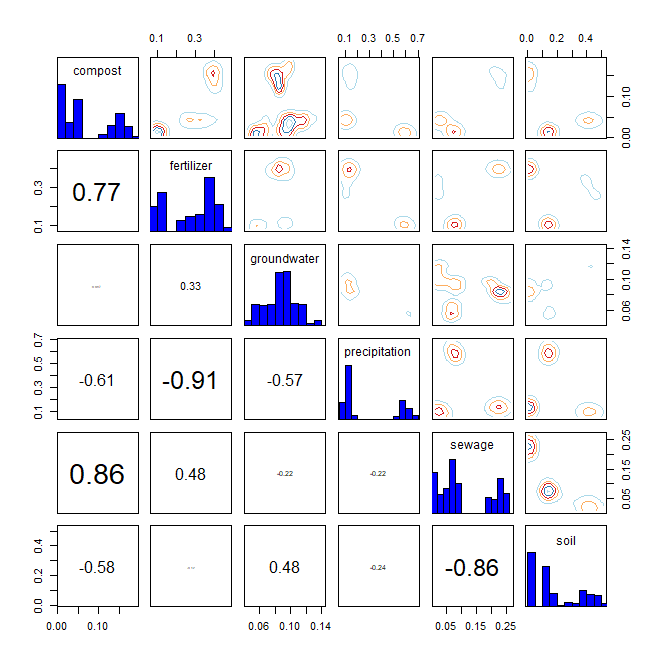 0.1 0.3 0.1 0.3 0.5 0.7 0.0 0.2 0.4
compost
0.00 0.10
fertilizer
0.1 0.3
0.77
groundwater
0.06 0.10 0.14
0.33
precipitation
0.1 0.3 0.5 0.7
-0.61 -0.91 -0.57
sewage
0.05 0.15 0.25
0.86 0.48 -0.22 -0.22
soil
0.0 0.2 0.4
-0.58 0.48 -0.24 -0.86
0.00 0.10 0.06 0.10 0.14 0.05 0.15 0.25